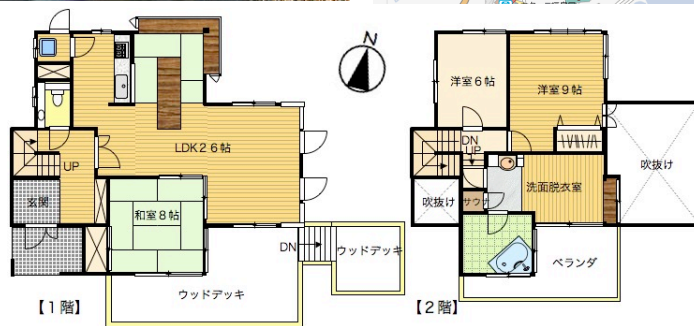 N
洋室6帖
洋室9帖
LDK26帖
UP
DN
UP
吹抜け
玄関
和室8帖
吹抜け
サウナ
洗面脱衣室
DN
ウッドデッキ
ウッドデッキ
ベランダ
【1階】
【2階】